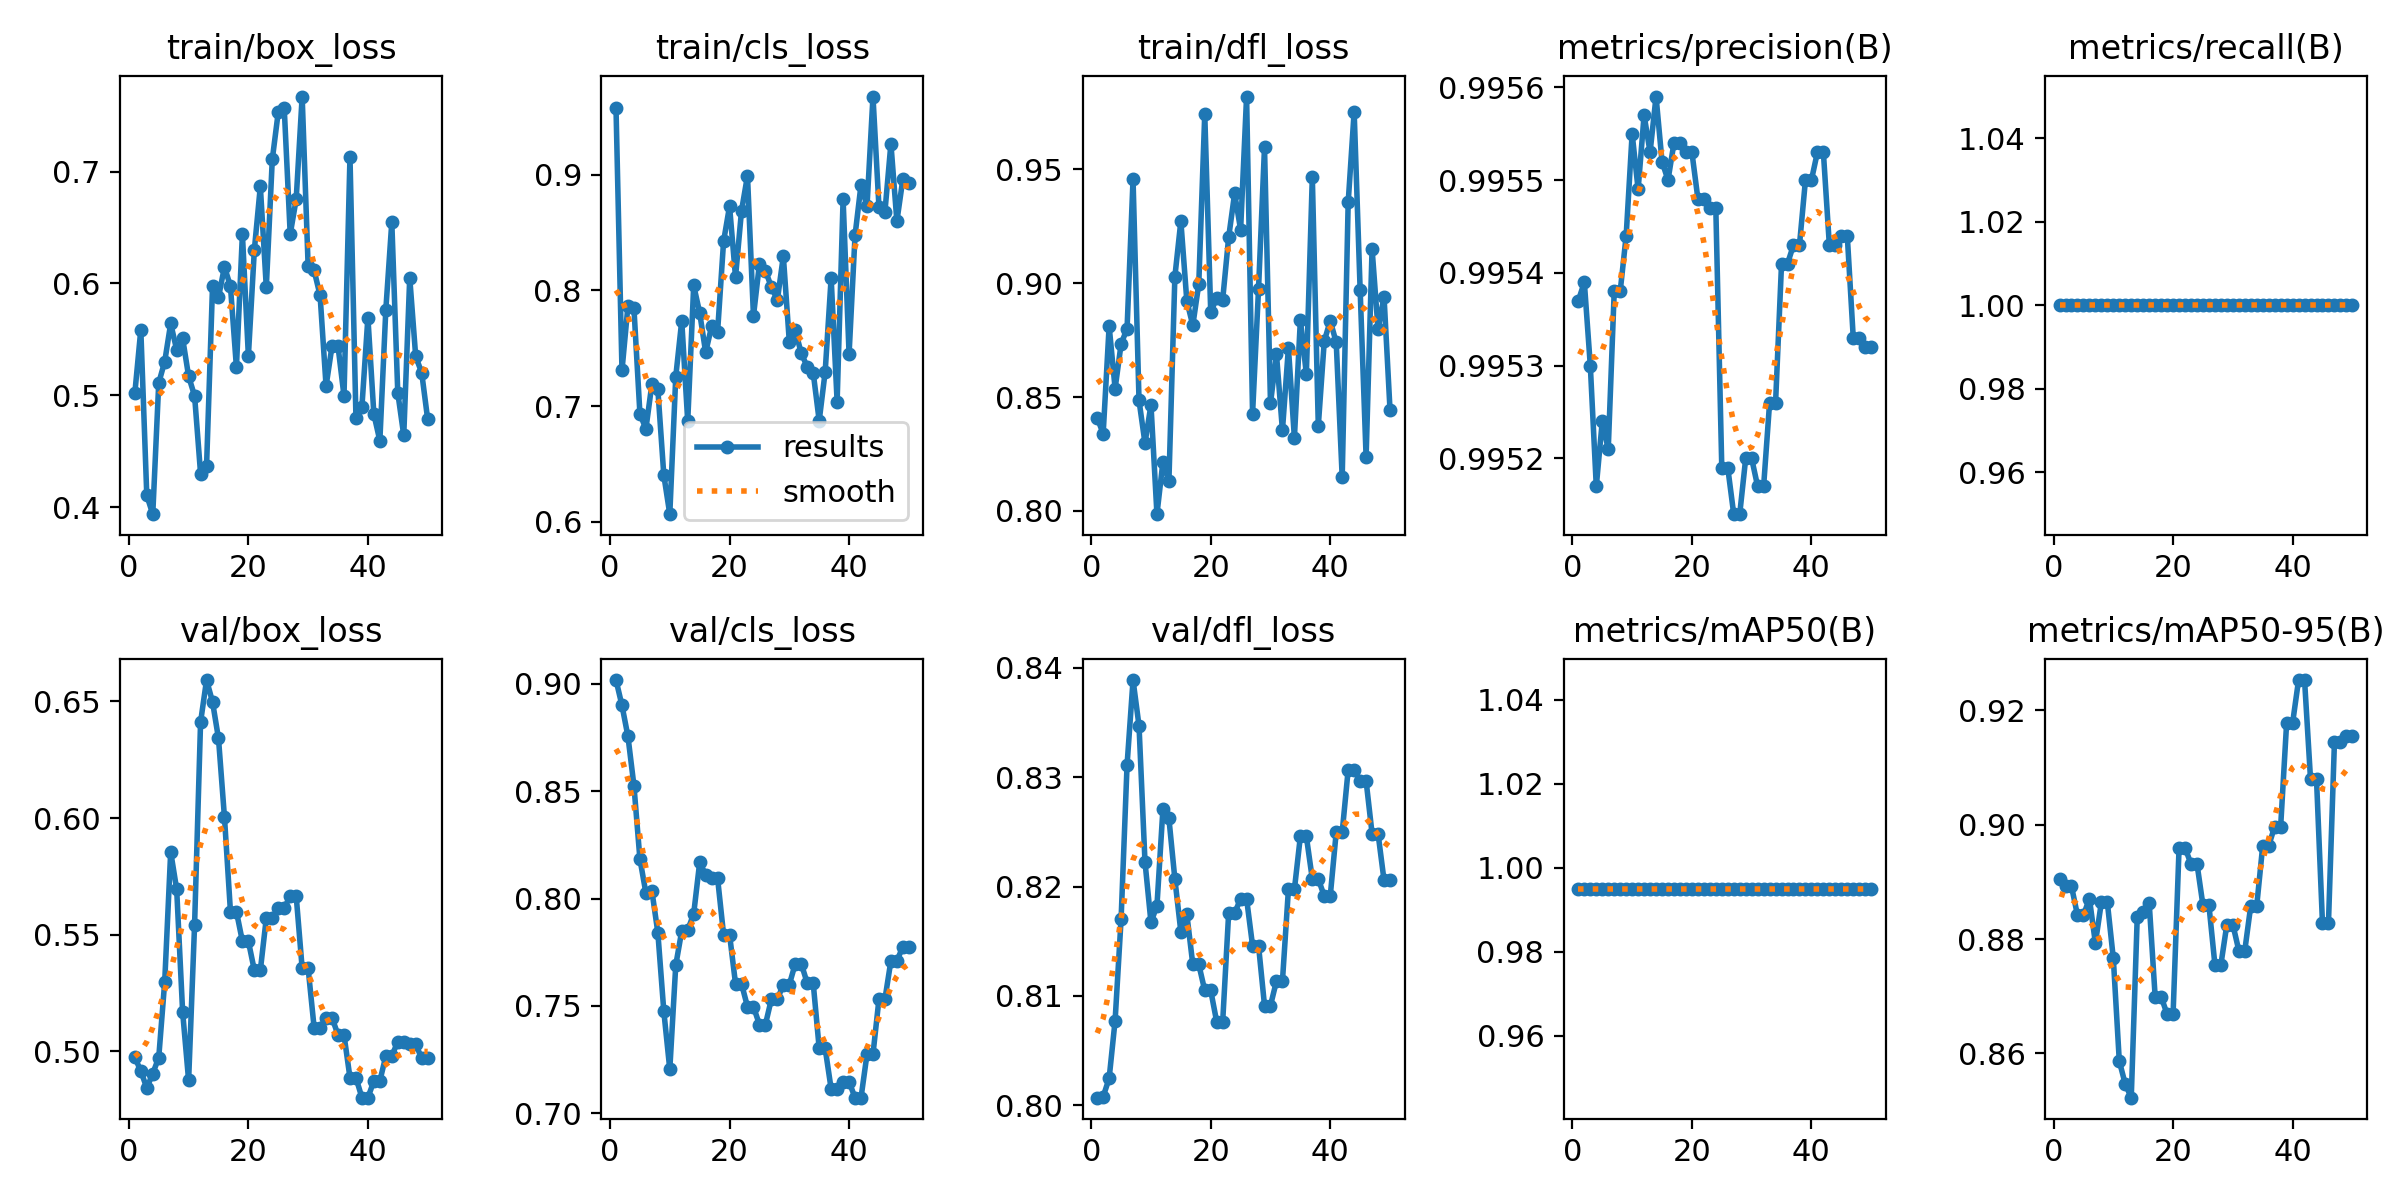 train/box_loss
train/cls_loss
train/dfl_loss
metrics/precision(B)
metrics/recall(B)
0.7
0.6
0.5
0.4
0 20 40
0.9
0.8
0.7
0.6
results
smooth
0 20 40
0.95
0.90
0.85
0.80
0 20 40
0.9956
0.9955
0.9954
0.9953
0.9952
0 20 40
1.04
1.02
1.00
0.98
0.96
0 20 40
val/box_loss
val/cls_loss
val/dfl_loss
metrics/mAP50(B)
metrics/mAP50-95(B)
0.65
0.60
0.55
0.50
0 20 40
0.90
0.85
0.80
0.75
0.70
0 20 40
0.84
0.83
0.82
0.81
0.80
0 20 40
1.04
1.02
1.00
0.98
0.96
0 20 40
0.92
0.90
0.88
0.86
0 20 40